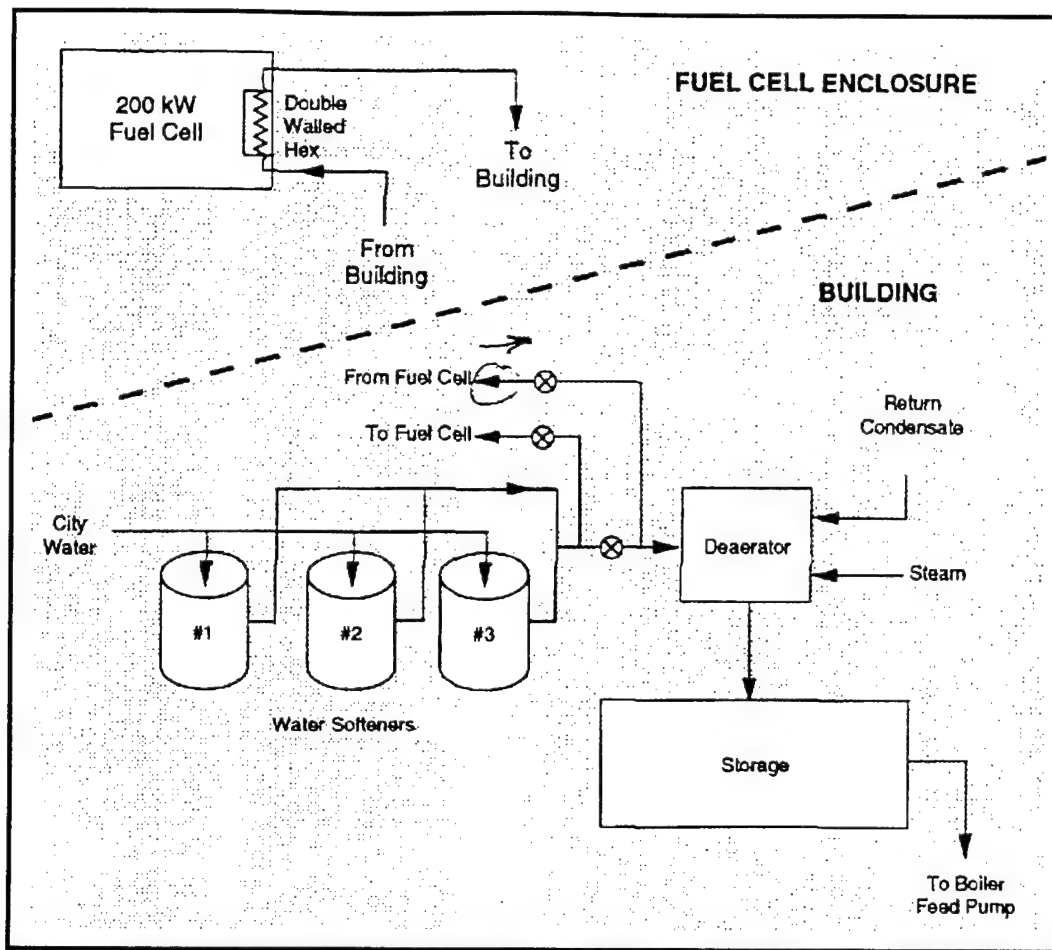 FUEL CELL ENCLOSURE
200 kW
Fuel Cell
Double
Walled
Hex
To
Building
From
Building
BUILDING
From Fuel Cell
To Fuel Cell
Return
Condensate
City
Water
Deaerator
Steam
#1
#2
#3
Water Softeners
Storage
To Boiler
Feed Pump